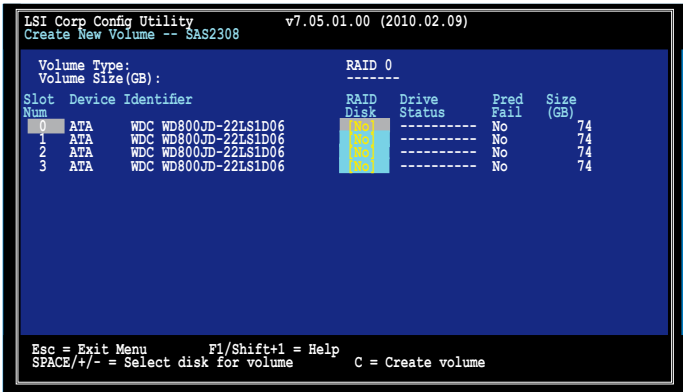 LSI Corp Config Utility v7.05.01.00 (2010.02.09)
Create New Volume -- SAS2308
Volume Type: RAID 0
Volume Size(GB): -------
Slot Device Identifier RAID Drive Pred Size
Num Disk Status Fail (GB)
0 ATA WDC WD800JD-22LS1D06 [No] ---------- No 74
1 ATA WDC WD800JD-22LS1D06 [No] ---------- No 74
2 ATA WDC WD800JD-22LS1D06 [No] ---------- No 74
3 ATA WDC WD800JD-22LS1D06 [No] ---------- No 74
Esc = Exit Menu F1/Shift+1 = Help
SPACE/+/- = Select disk for volume C = Create volume